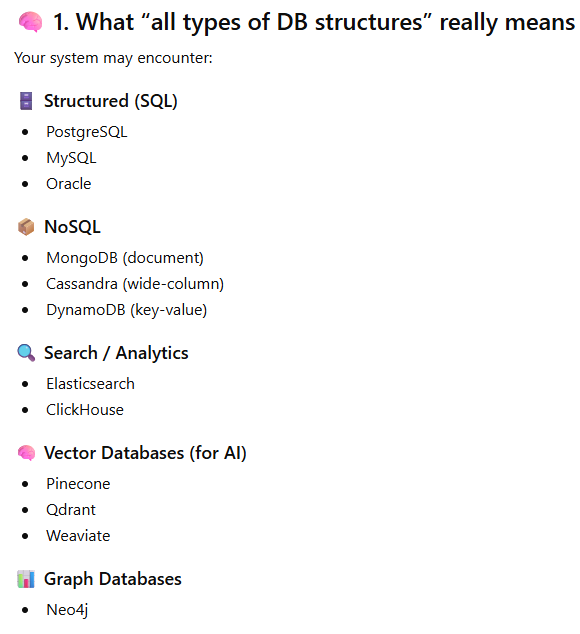 🧠 1. What “all types of DB structures” really means
Your system may encounter:
🗄️ Structured (SQL)
• PostgreSQL
• MySQL
• Oracle
📦 NoSQL
• MongoDB (document)
• Cassandra (wide-column)
• DynamoDB (key-value)
🔍 Search / Analytics
• Elasticsearch
• ClickHouse
🧠 Vector Databases (for AI)
• Pinecone
• Qdrant
• Weaviate
📊 Graph Databases
• Neo4j